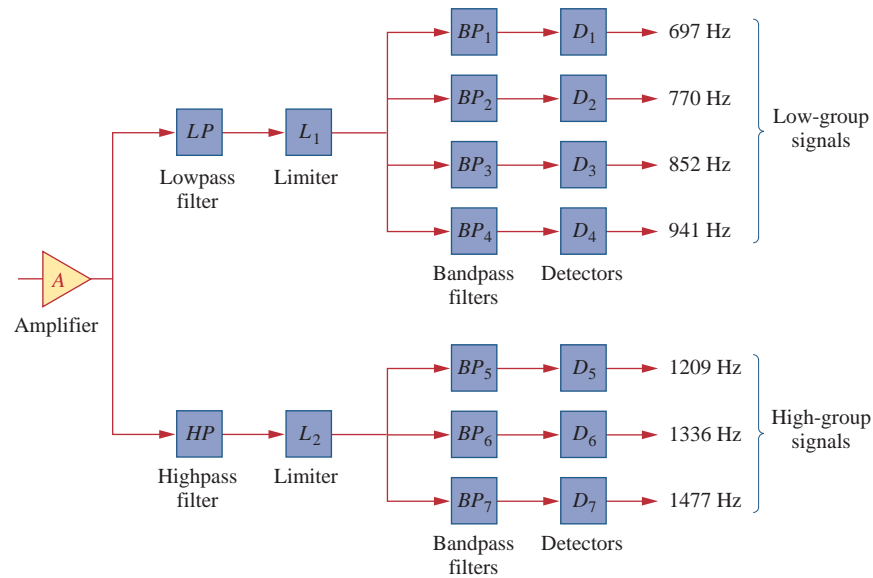 BP₁ D₁ 697 Hz
BP₂ D₂ 770 Hz
Low-group
signals
LP L₁
Lowpass
filter
Limiter
BP₃ D₃ 852 Hz
BP₄ D₄ 941 Hz
Bandpass
filters
Detectors
A
Amplifier
BP₅ D₅ 1209 Hz
HP L₂
Highpass
filter
Limiter
BP₆ D₆ 1336 Hz
High-group
signals
BP₇ D₇ 1477 Hz
Bandpass
filters
Detectors